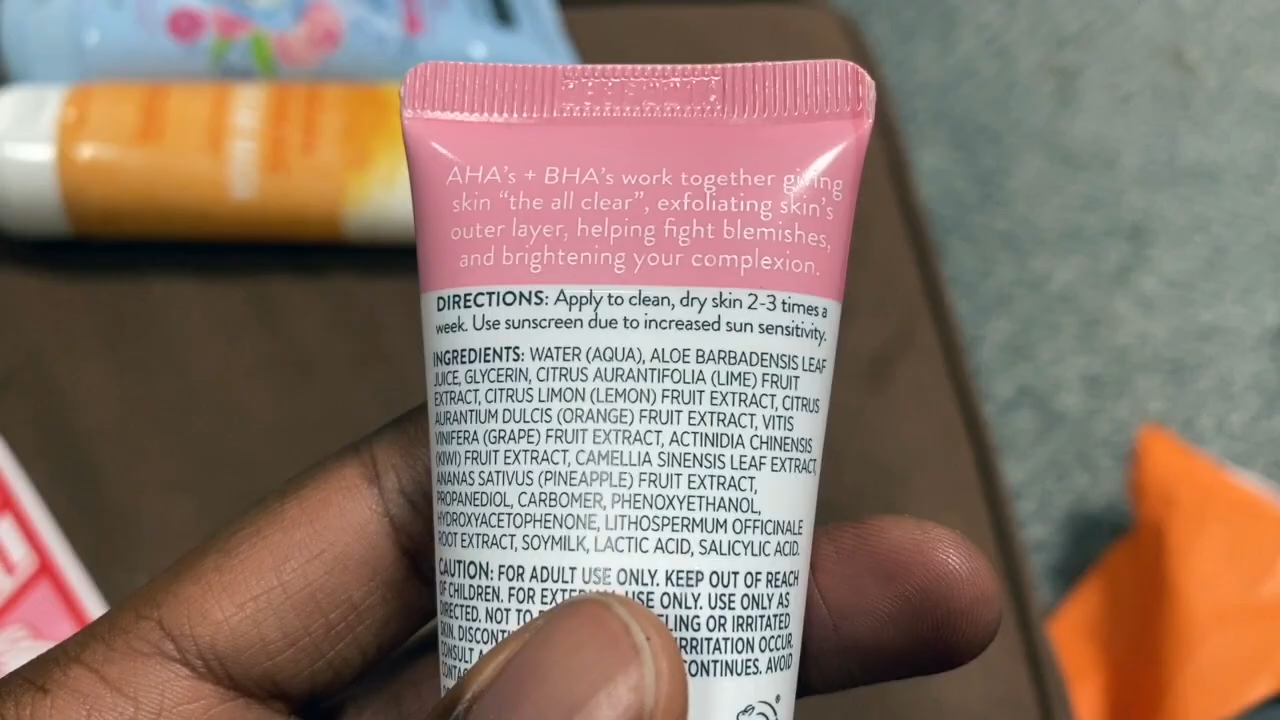 AHA's + BHA's work together giving
skin “the all clear”, exfoliating skin's
outer layer, helping fight blemishes,
and brightening your complexion.
DIRECTIONS: Apply to clean, dry skin 2-3 times a
week. Use sunscreen due to increased sun sensitivity.
INGREDIENTS: WATER (AQUA), ALOE BARBADENSIS LEAF
JUICE, GLYCERIN, CITRUS AURANTIFOLIA (LIME) FRUIT
EXTRACT, CITRUS LIMON (LEMON) FRUIT EXTRACT, CITRUS
AURANTIUM DULCIS (ORANGE) FRUIT EXTRACT, VITIS
VINIFERA (GRAPE) FRUIT EXTRACT, ACTINIDIA CHINENSIS
(KIWI) FRUIT EXTRACT, CAMELLIA SINENSIS LEAF EXTRACT,
ANANAS SATIVUS (PINEAPPLE) FRUIT EXTRACT,
PROPANEDIOL, CARBOMER, PHENOXYETHANOL,
HYDROXYACETOPHENONE, LITHOSPERMUM OFFICINALE
ROOT EXTRACT, SOYMILK, LACTIC ACID, SALICYLIC ACID.
CAUTION: FOR ADULT USE ONLY. KEEP OUT OF REACH
OF CHILDREN. FOR USE ONLY. USE ONLY AS
DIRECTED. NOT TO OR IRRITATED
SKIN. IRRITATION OCCUR.
CONSULT CONTINUES. AVOID